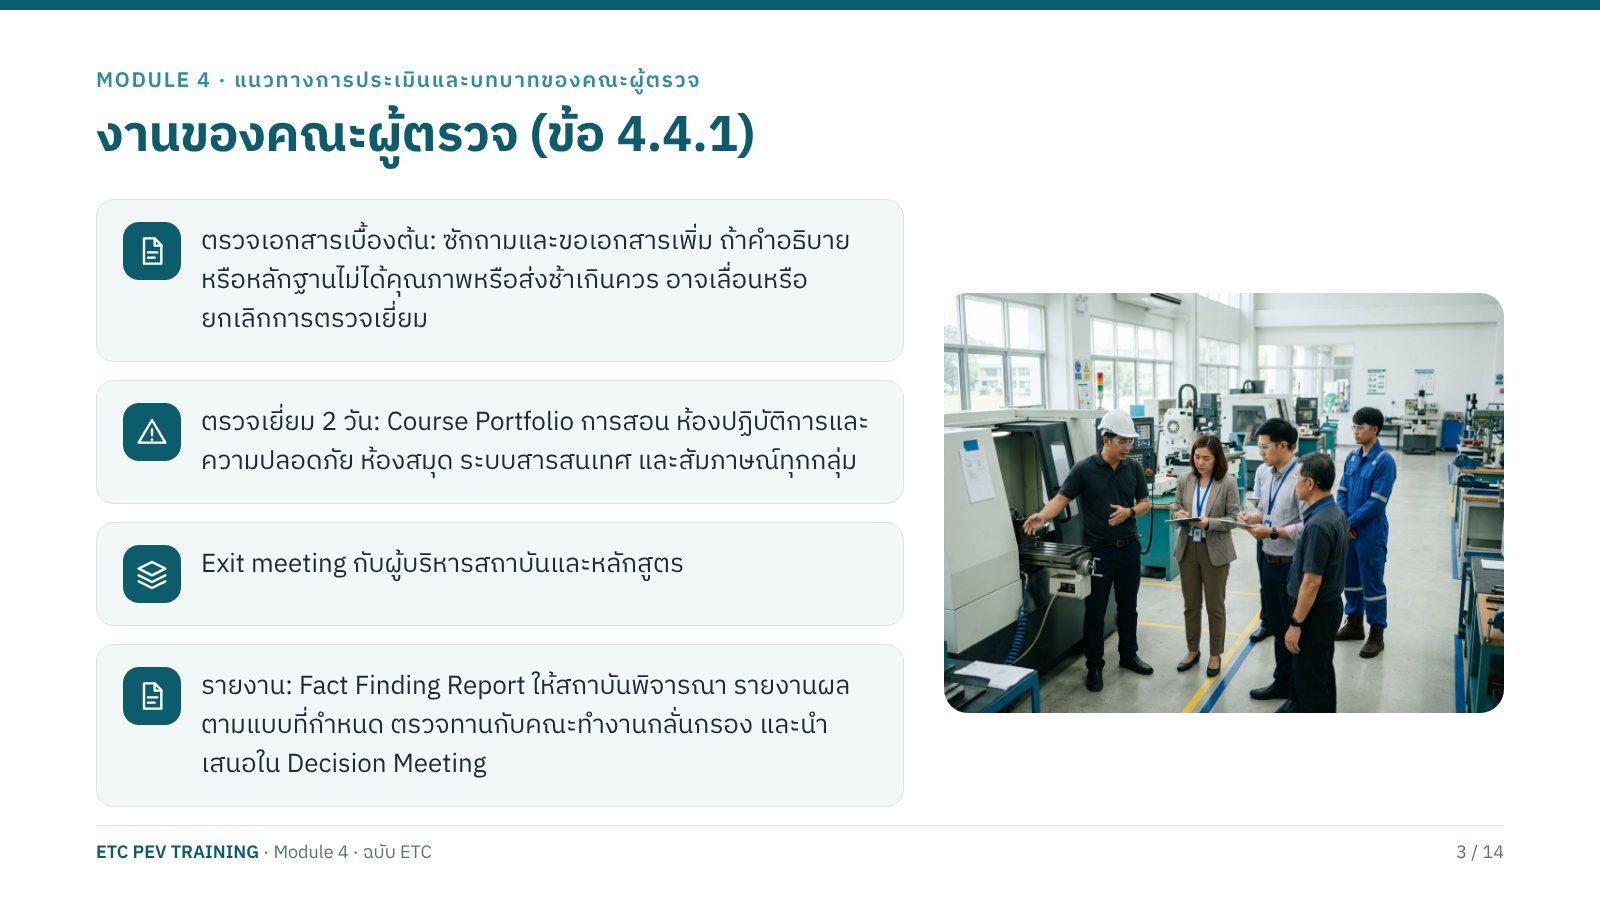 MODULE 4 · แนวทางการประเมินและบทบาทของคณะผู้ตรวจ
งานของคณะผู้ตรวจ (ข้อ 4.4.1)
ตรวจเอกสารเบื้องต้น: ซักถามและขอเอกสารเพิ่ม ถ้าคำอธิบาย
หรือหลักฐานไม่ได้คุณภาพหรือส่งช้าเกินควร อาจเลื่อนหรือ
ยกเลิกการตรวจเยี่ยม
ตรวจเยี่ยม 2 วัน: Course Portfolio การสอน ห้องปฏิบัติการและ
ความปลอดภัย ห้องสมุด ระบบสารสนเทศ และสัมภาษณ์ทุกกลุ่ม
Exit meeting กับผู้บริหารสถาบันและหลักสูตร
รายงาน: Fact Finding Report ให้สถาบันพิจารณา รายงานผล
ตามแบบที่กำหนด ตรวจทานกับคณะทำงานกลั่นกรอง และนำ
เสนอใน Decision Meeting
ETC PEV TRAINING · Module 4 · ฉบับ ETC
3 / 14